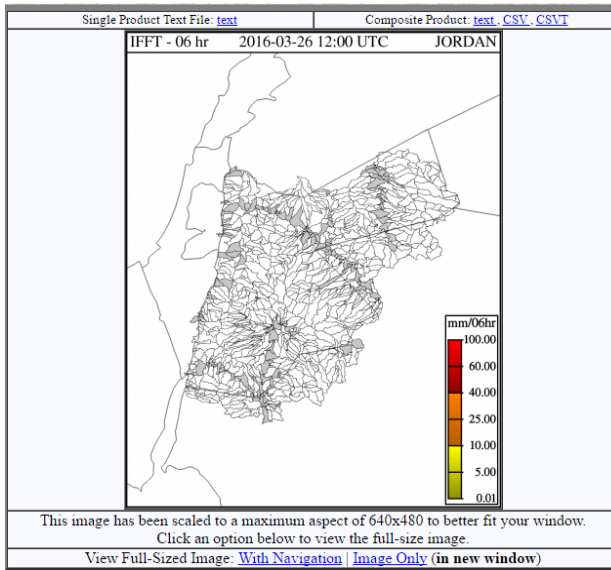 Single Product Text File: text
Composite Product: text , CSV , CSVT
IFFT - 06 hr 2016-03-26 12:00 UTC JORDAN
mm/06hr
100.00
60.00
40.00
25.00
10.00
5.00
0.01
This image has been scaled to a maximum aspect of 640x480 to better fit your window.
Click an option below to view the full-size image.
View Full-Sized Image: With Navigation | Image Only (in new window)